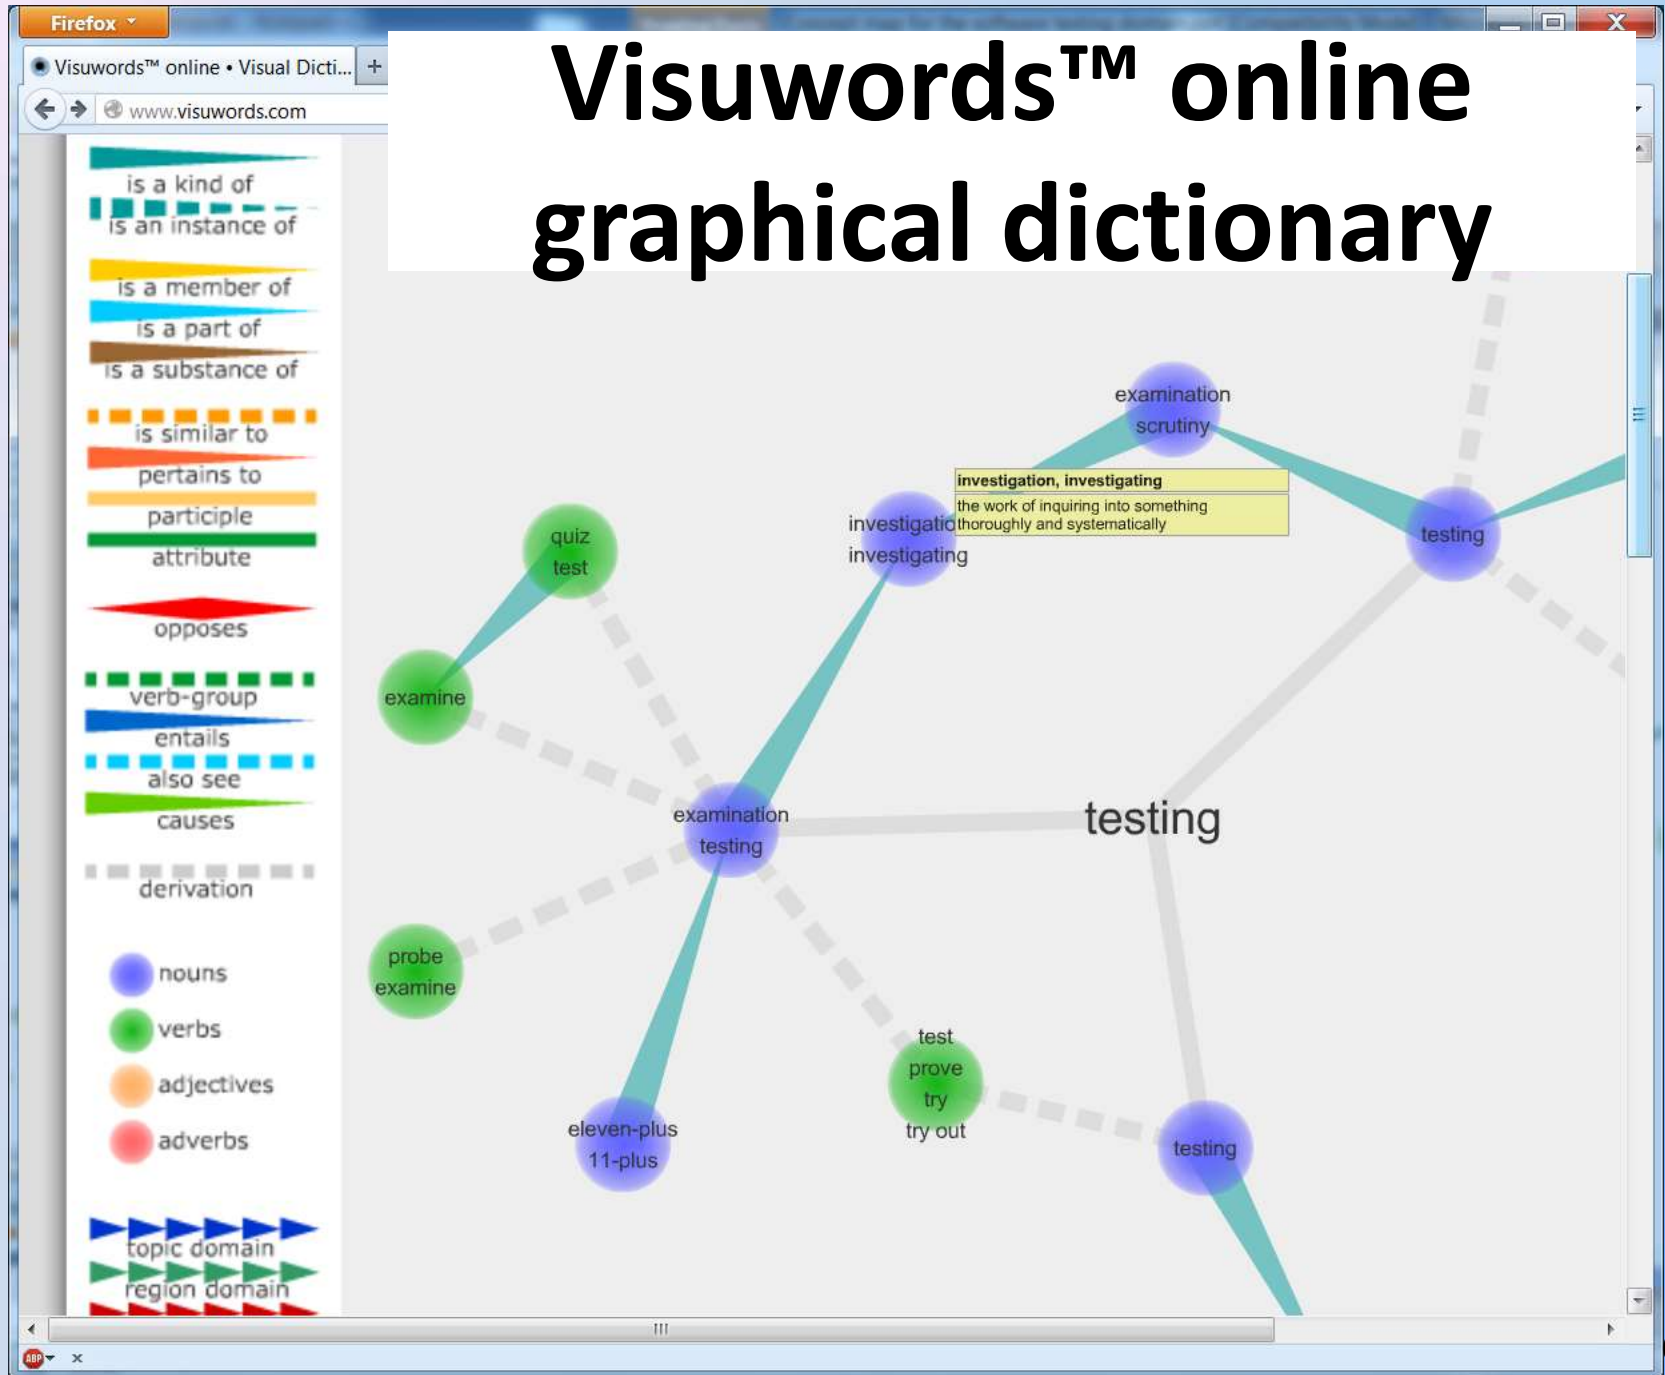 Firefox
Visuwords™ online • Visual Dicti...
www.visuwords.com
Visuwords™ online
graphical dictionary
is a kind of
is an instance of
is a member of
is a part of
is a substance of
is similar to
pertains to
participle
attribute
opposes
verb-group
entails
also see
causes
derivation
nouns
verbs
adjectives
adverbs
topic domain
region domain
examination
scrutiny
investigation, investigating
the work of inquiring into something
thoroughly and systematically
investigatio
investigating
testing
quiz
test
examine
examination
testing
testing
probe
examine
test
prove
try
try out
eleven-plus
11-plus
testing
ABP